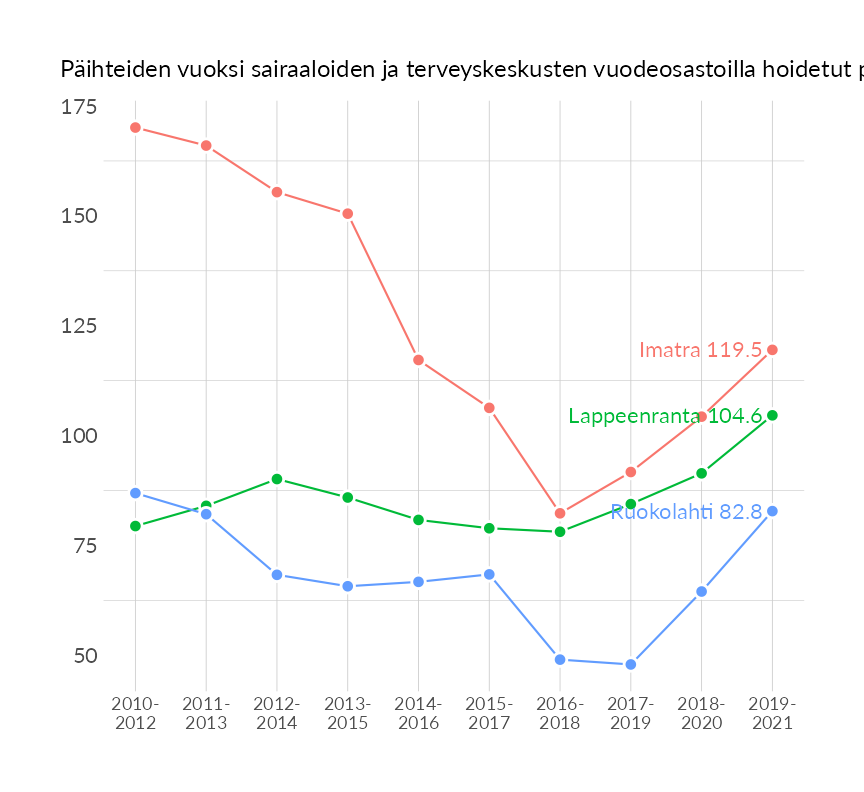 Päihteiden vuoksi sairaaloiden ja terveyskeskusten vuodeosastoilla hoidetut
175
150
125
100
75
50
Imatra 119.5
Lappeenranta 104.6
Ruokolahti 82.8
2010- 2011- 2012- 2013- 2014- 2015- 2016- 2017- 2018- 2019-
2012 2013 2014 2015 2016 2017 2018 2019 2020 2021